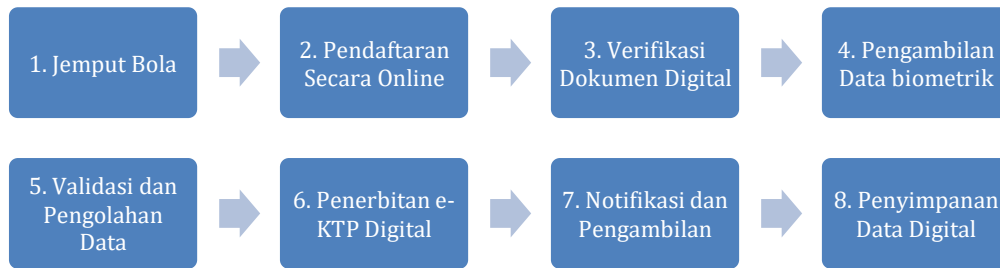 1. Jemput Bola
2. Pendaftaran
Secara Online
3. Verifikasi
Dokumen Digital
4. Pengambilan
Data biometrik
5. Validasi dan
Pengolahan
Data
6. Penerbitan e-
KTP Digital
7. Notifikasi dan
Pengambilan
8. Penyimpanan
Data Digital